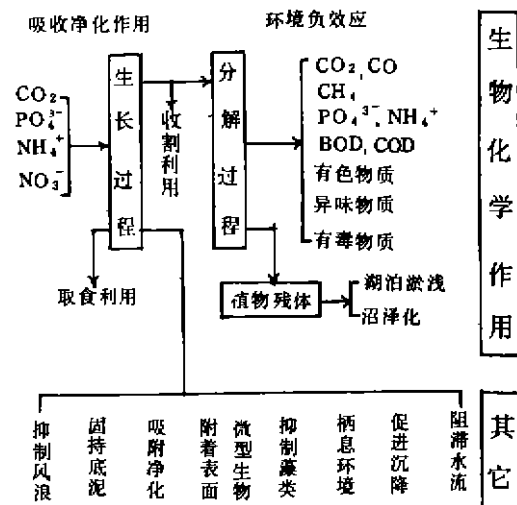 吸收净化作用
环境负效应
CO₂
PO₄³⁻
NH₄⁺
NO₃⁻
生长过程
收割利用
取食利用
分解过程
CO₂, CO
CH₄
PO₄³⁻, NH₄⁺
BOD, COD
有色物质
异味物质
有毒物质
植物残体
湖泊淤浅
沼泽化
生物化学作用
抑制风浪
固持底泥
吸附净化
附着表面
微型生物
抑制藻类
栖息环境
促进沉降
阻滞水流
其它